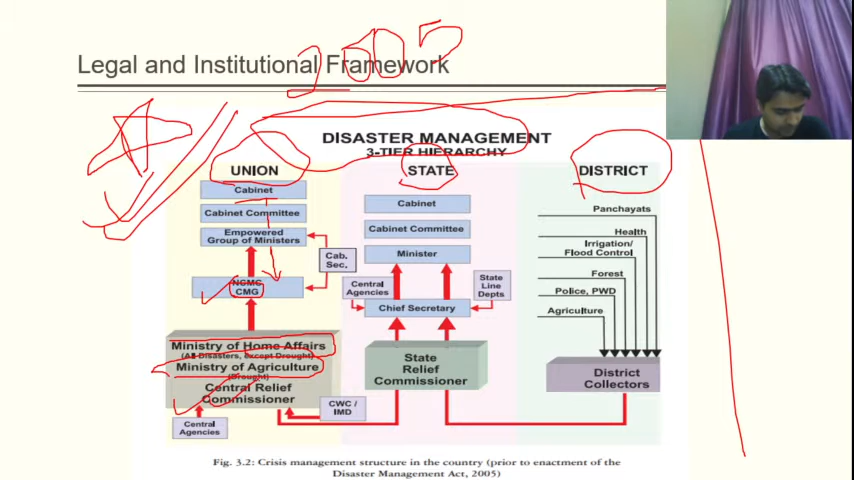 Legal and Institutional Framework
2005
DISASTER MANAGEMENT
3-TIER HIERARCHY
UNION
Cabinet
Cabinet Committee
Empowered
Group of Ministers
Cab.
Sec.
NCMC
CMG
Ministry of Home Affairs
(All Disasters, except Drought)
Ministry of Agriculture
(Drought)
Central Relief
Commissioner
CWC /
IMD
Central
Agencies
STATE
Cabinet
Cabinet Committee
Minister
Central
Agencies
State
Line
Depts
Chief Secretary
State
Relief
Commissioner
DISTRICT
Panchayats
Health
Irrigation/
Flood Control
Forest
Police, PWD
Agriculture
District
Collectors
Fig. 3.2: Crisis management structure in the country (prior to enactment of the
Disaster Management Act, 2005)